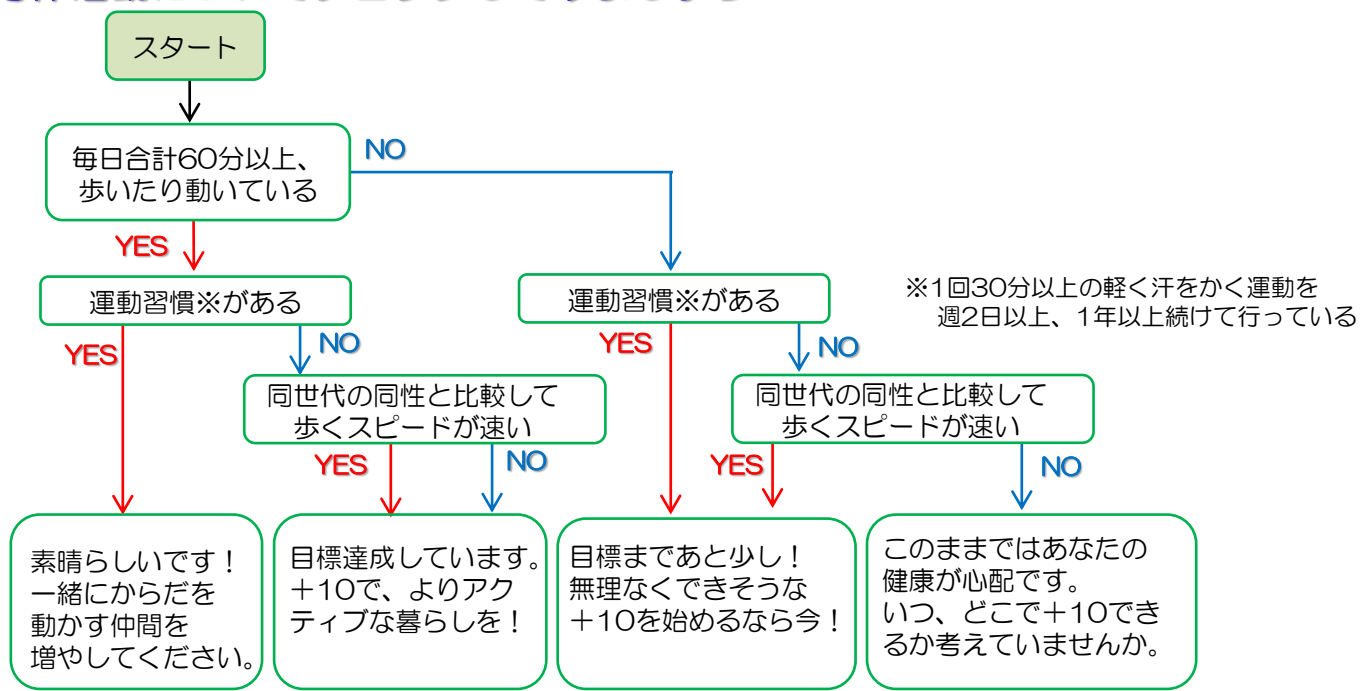 スタート
毎日合計60分以上、
歩いたり動いている
NO
YES
運動習慣※がある
運動習慣※がある
※1回30分以上の軽く汗をかく運動を
週2日以上、1年以上続けて行っている
YES
NO
YES
NO
同世代の同性と比較して
歩くスピードが速い
同世代の同性と比較して
歩くスピードが速い
YES
NO
YES
NO
素晴らしいです！
一緒にからだを
動かす仲間を
増やしてください。
目標達成しています。
＋10で、よりアク
ティブな暮らしを！
目標まであと少し！
無理なくできそうな
＋10を始めるなら今！
このままではあなたの
健康が心配です。
いつ、どこで＋10でき
るか考えていませんか。